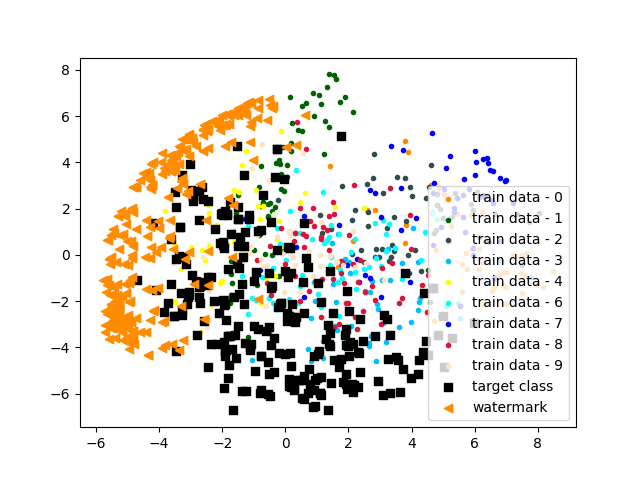 8
6
4
2
0
−2
−4
−6
−6
−4
−2
0
2
4
6
8
train data - 0
train data - 1
train data - 2
train data - 3
train data - 4
train data - 6
train data - 7
train data - 8
train data - 9
target class
watermark